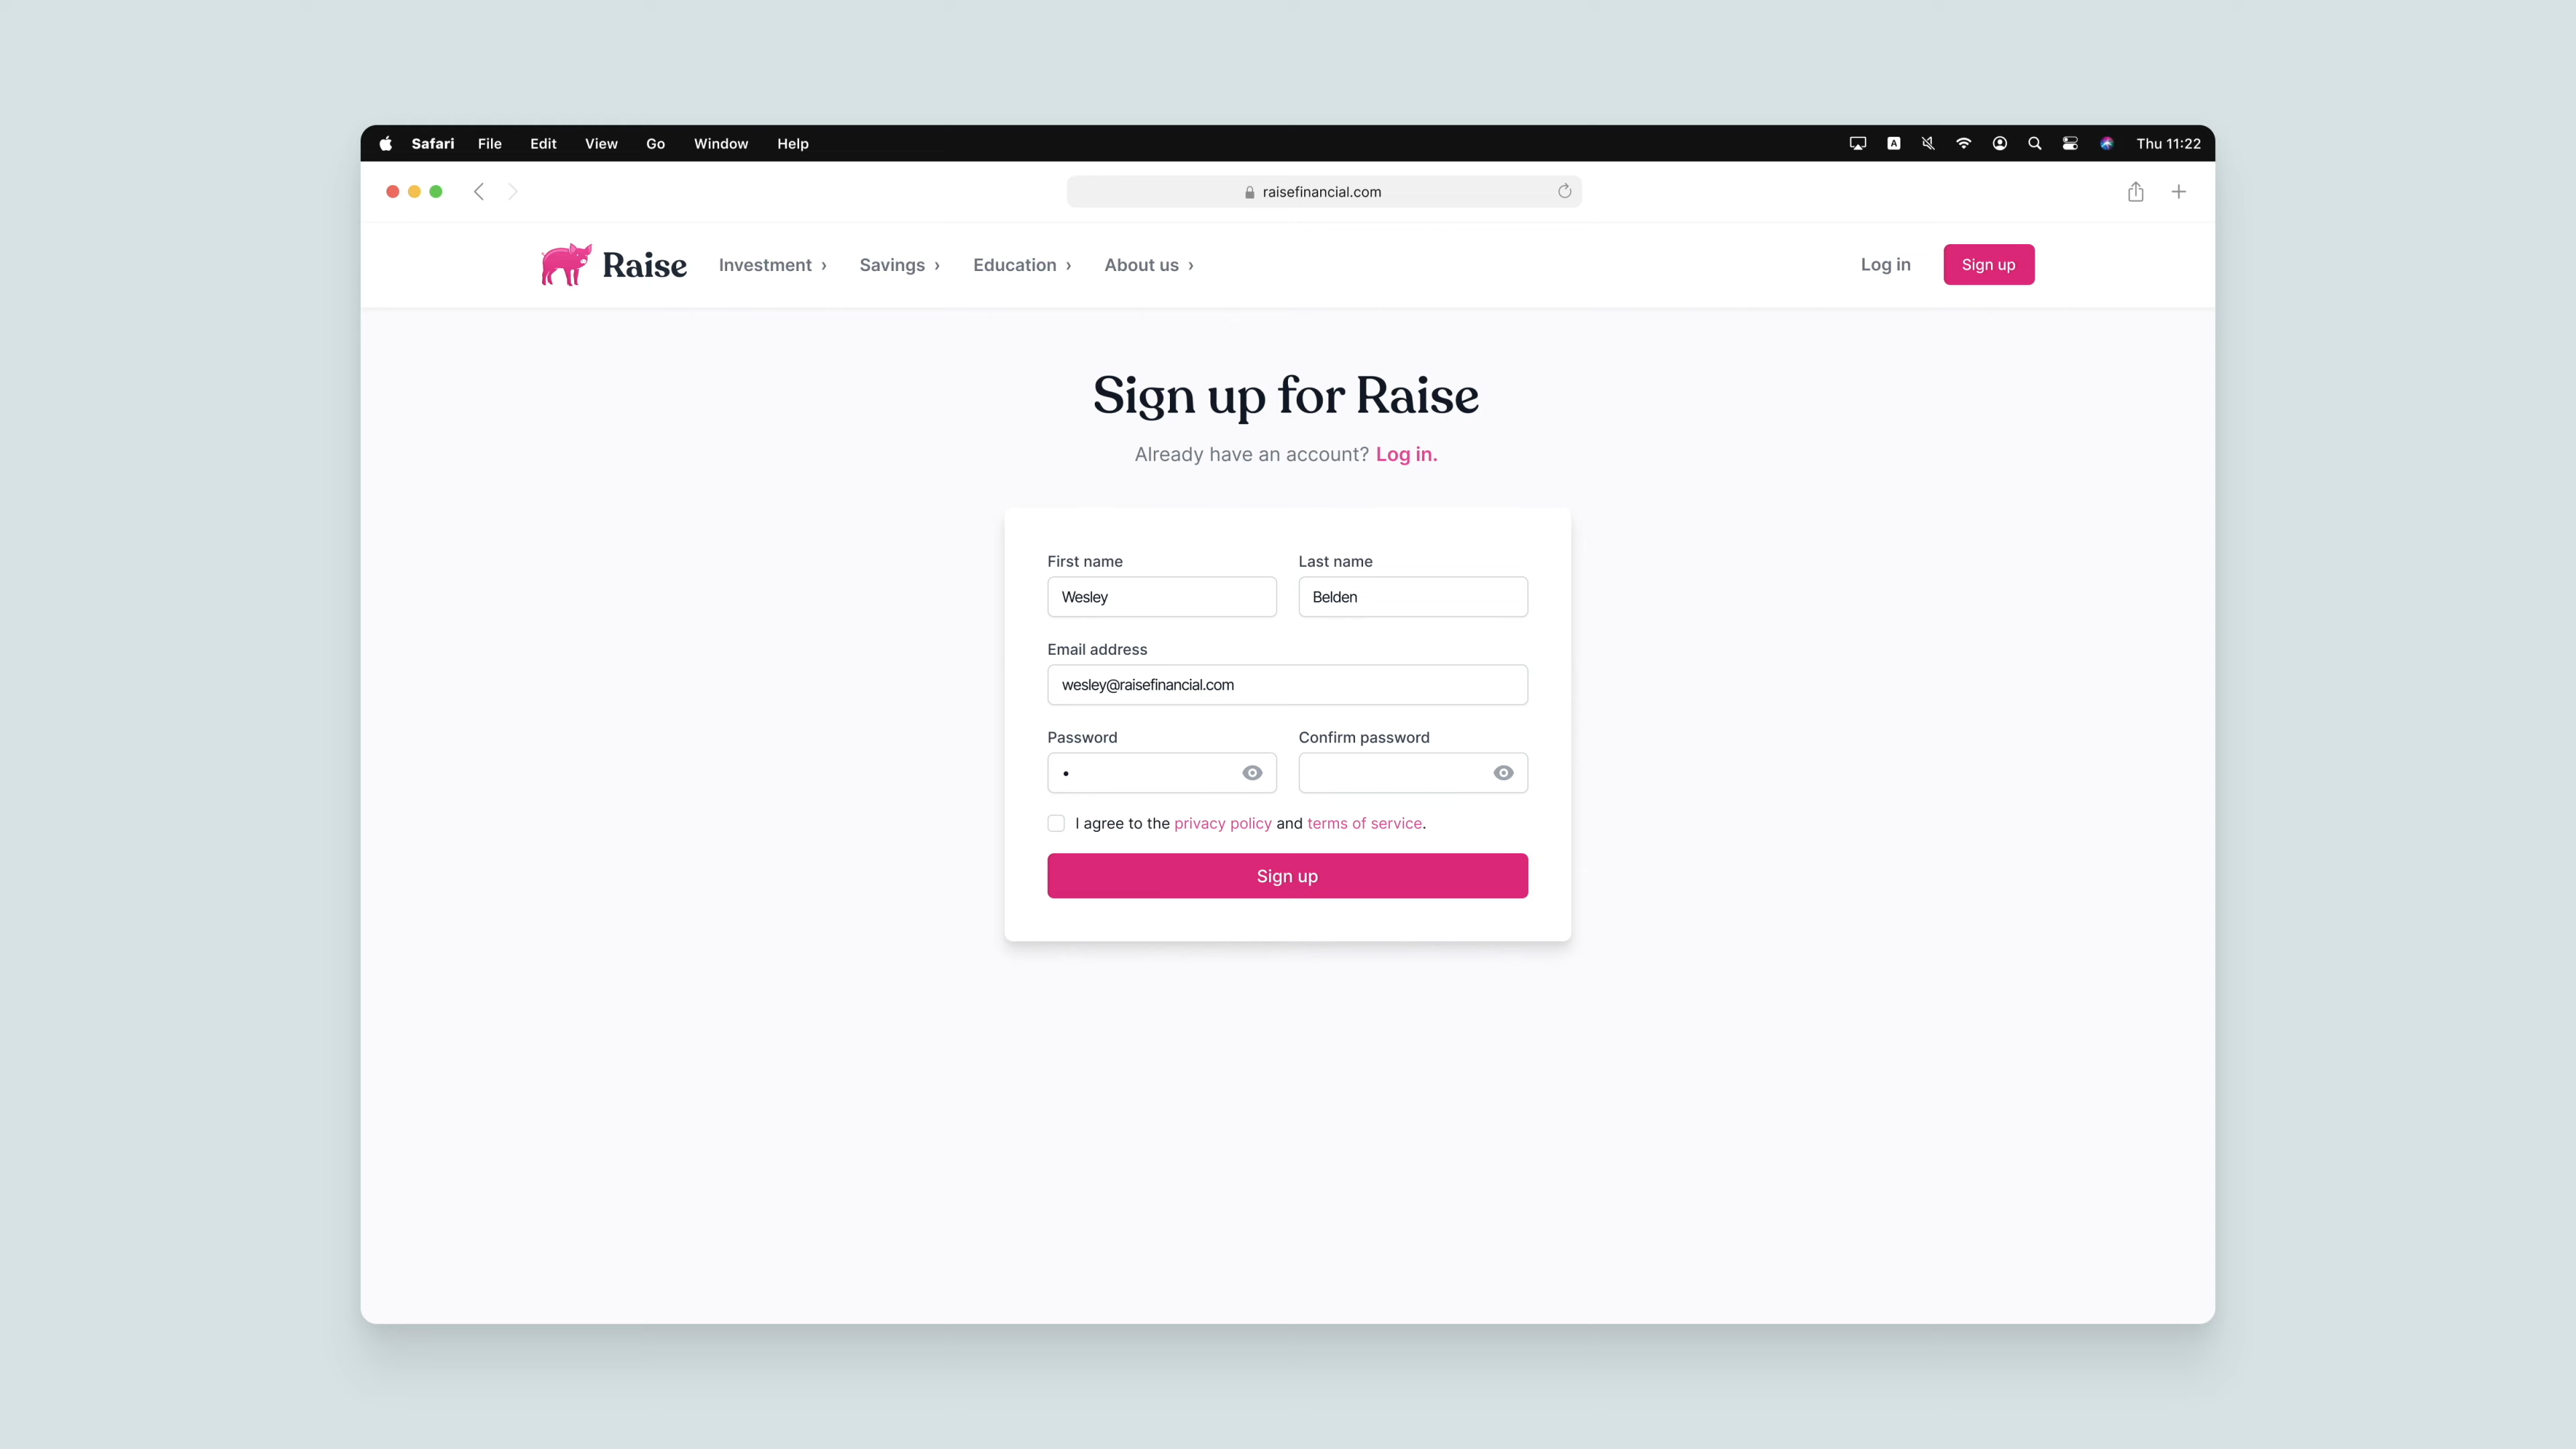 Safari File Edit View Go Window Help Thu 11:22
raisefinancial.com
Raise Investment › Savings › Education › About us › Log in Sign up
Sign up for Raise
Already have an account? Log in.
First name Last name
Wesley Belden
Email address
wesley@raisefinancial.com
Password Confirm password
•
I agree to the privacy policy and terms of service.
Sign up